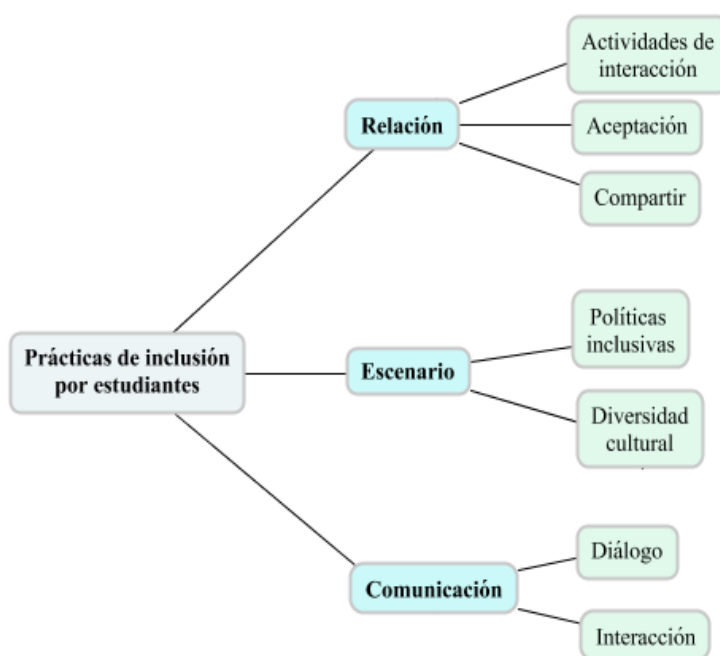 Prácticas de inclusión
por estudiantes
Relación
Actividades de
interacción
Aceptación
Compartir
Escenario
Políticas
inclusivas
Diversidad
cultural
Comunicación
Diálogo
Interacción